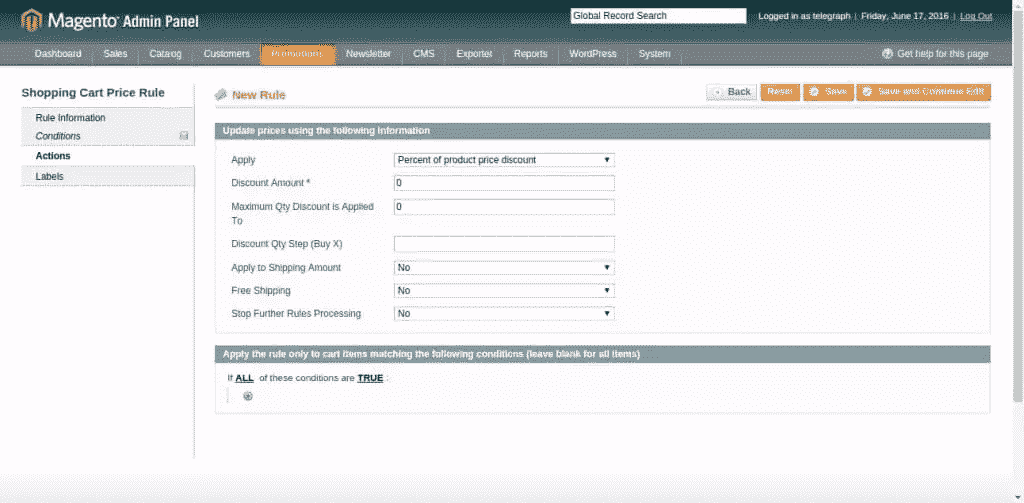 Magento Admin Panel
Global Record Search
Logged in as telegraph | Friday, June 17, 2016 | Log Out
Dashboard Sales Catalog Customers Promotions Newsletter CMS Exporter Reports WordPress System
Get help for this page
Shopping Cart Price Rule
Rule Information
Conditions
Actions
Labels
New Rule
Back Reset Save Save and Continue Edit
Update prices using the following information
Apply Percent of product price discount
Discount Amount * 0
Maximum Qty Discount is Applied 0
To
Discount Qty Step (Buy X)
Apply to Shipping Amount No
Free Shipping No
Stop Further Rules Processing No
Apply the rule only to cart items matching the following conditions (leave blank for all items)
If ALL of these conditions are TRUE :